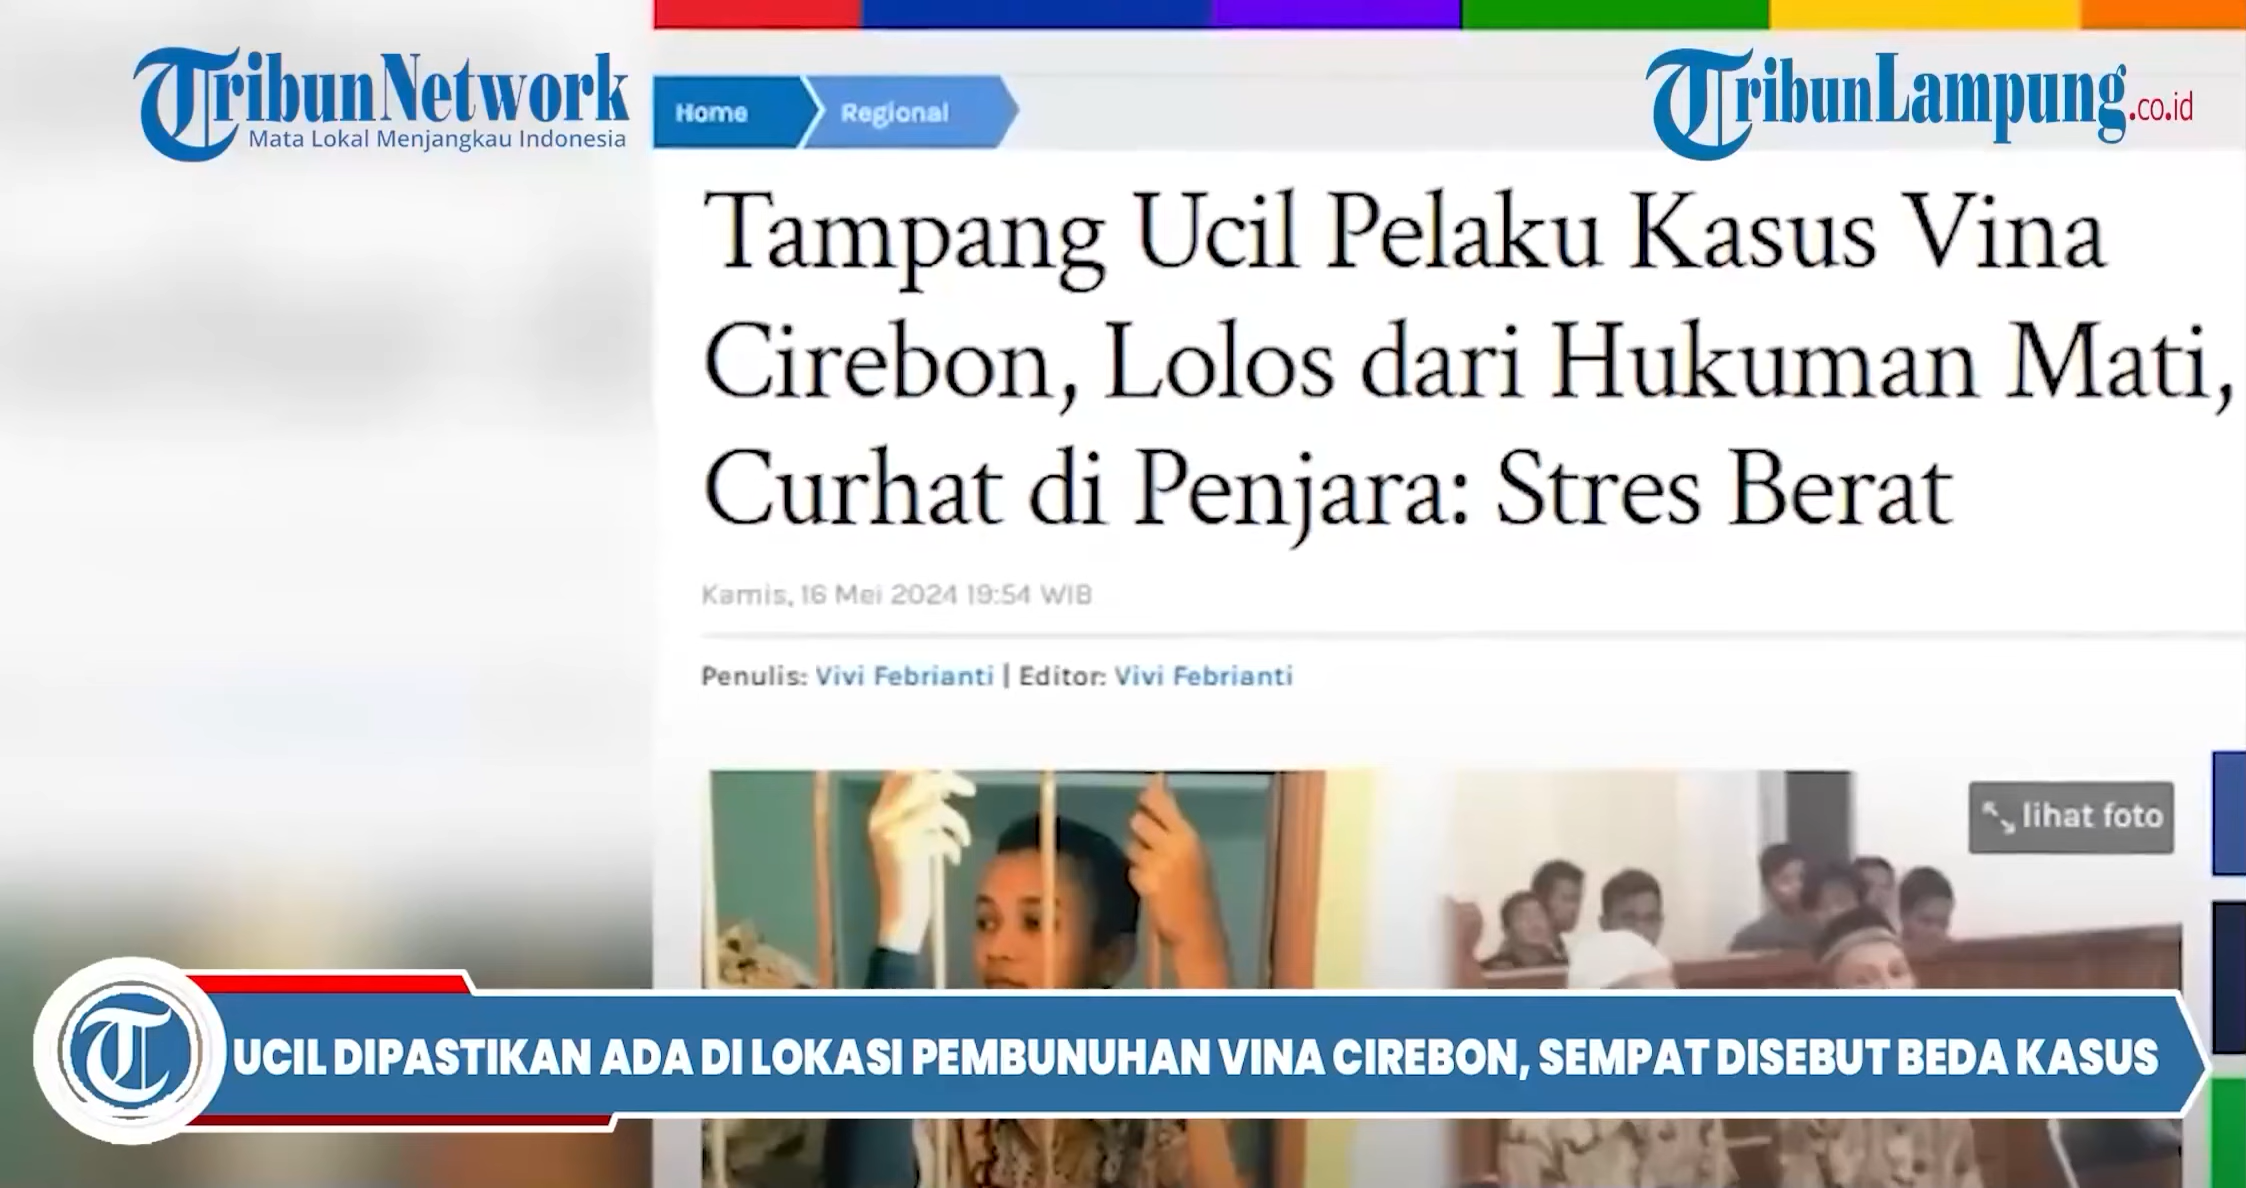 TribunNetwork
Mata Lokal Menjangkau Indonesia
TribunLampung.co.id
Home
Regional
Tampang Ucil Pelaku Kasus Vina
Cirebon, Lolos dari Hukuman Mati,
Curhat di Penjara: Stres Berat
Kamis, 16 Mei 2024 19:54 WIB
Penulis: Vivi Febrianti | Editor: Vivi Febrianti
lihat foto
T
UCIL DIPASTIKAN ADA DI LOKASI PEMBUNUHAN VINA CIREBON, SEMPAT DISEBUT BEDA KASUS